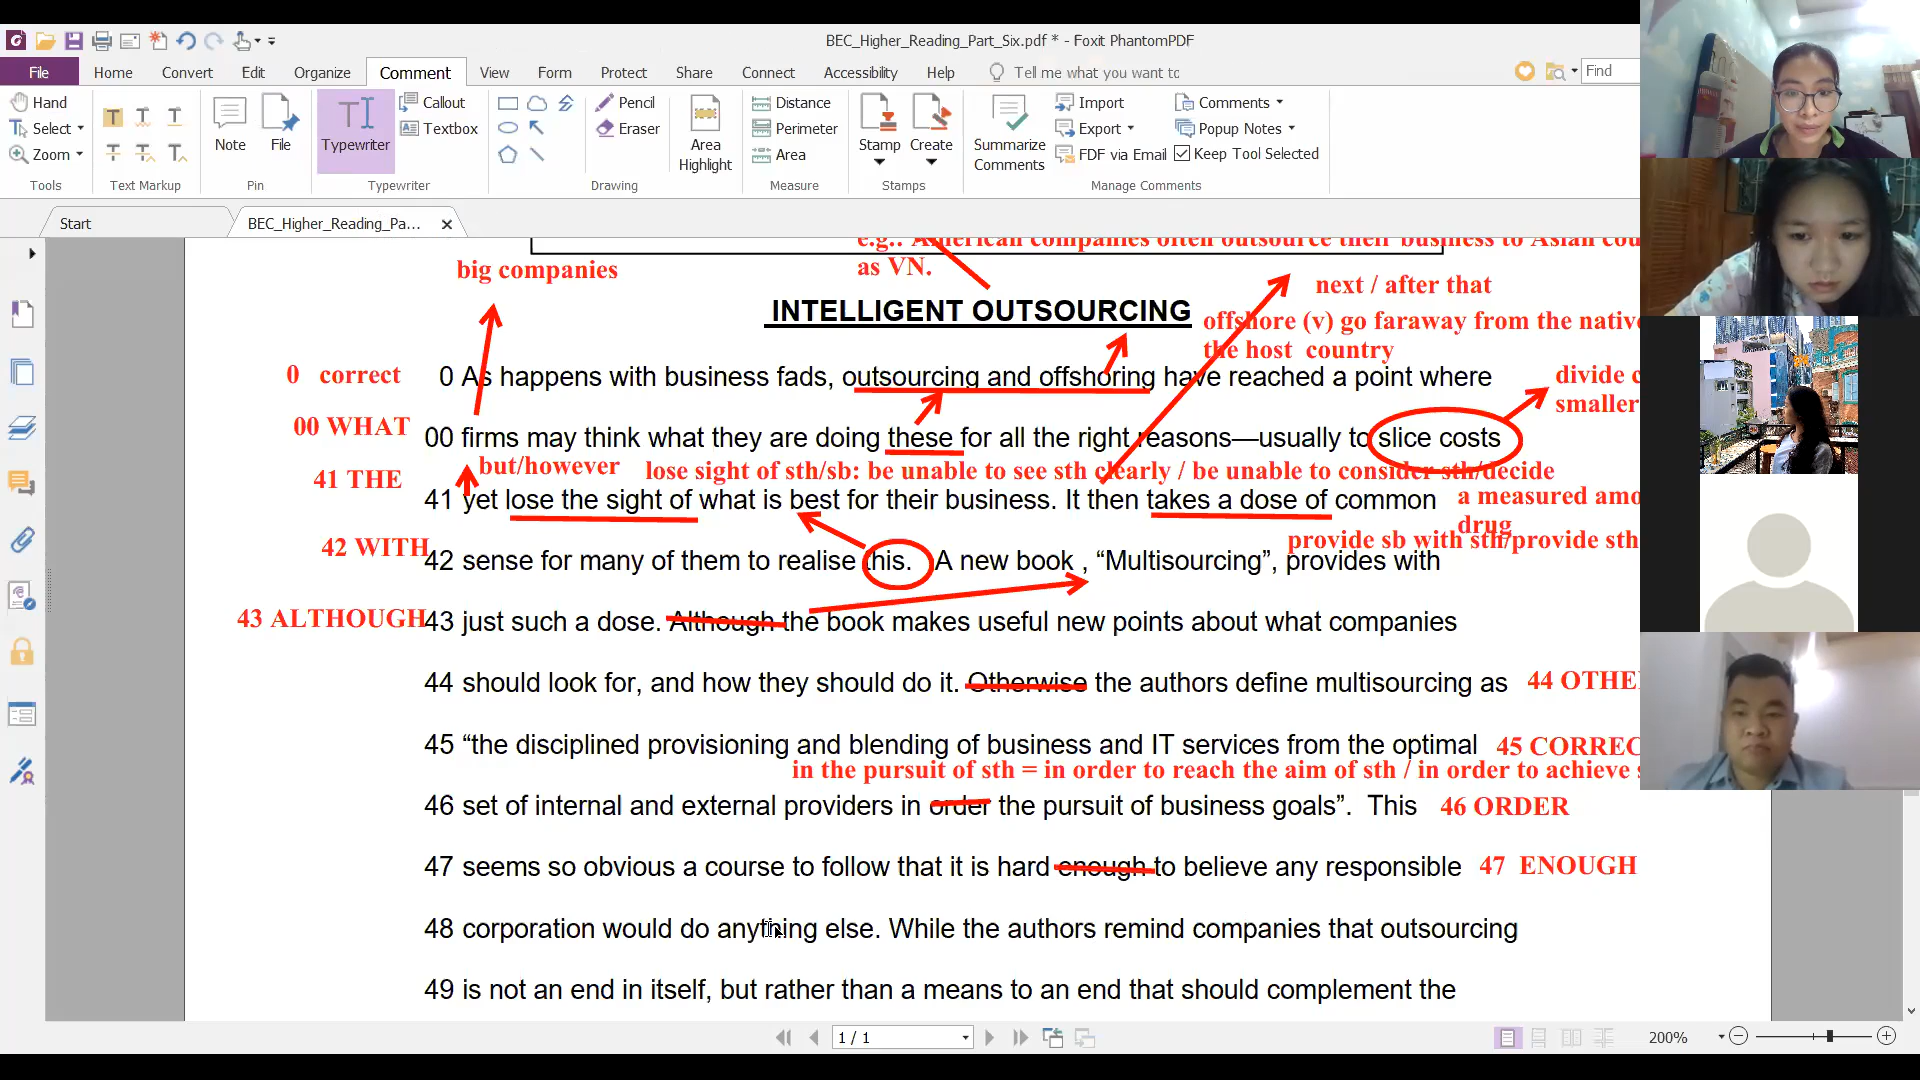 BEC_Higher_Reading_Part_Six.pdf * - Foxit PhantomPDF
File Home Convert Edit Organize Comment View Form Protect Share Connect Accessibility Help Tell me what you want to Find
Hand
Select
Zoom
Tools
Text Markup
Note File
Pin
Typewriter
Callout
Textbox
Typewriter
Pencil
Eraser
Drawing
Area Highlight
Distance
Perimeter
Area
Measure
Stamp Create
Stamps
Summarize Comments
Import
Export
FDF via Email
Comments
Popup Notes
Keep Tool Selected
Manage Comments
Start
BEC_Higher_Reading_Pa...
e.g.: American companies often outsource their business to Asian cou
as VN.
big companies
next / after that
INTELLIGENT OUTSOURCING
offshore (v) go faraway from the native
the host country
0 correct
0 As happens with business fads, outsourcing and offshoring have reached a point where
divide c
smaller
00 WHAT
00 firms may think what they are doing these for all the right reasons—usually to slice costs
but/however
lose sight of sth/sb: be unable to see sth clearly / be unable to consider sth/decide
41 THE
41 yet lose the sight of what is best for their business. It then takes a dose of common
a measured amo
drug
provide sb with sth/provide sth
42 WITH
42 sense for many of them to realise this. A new book , “Multisourcing”, provides with
43 ALTHOUGH
43 just such a dose. Although the book makes useful new points about what companies
44 should look for, and how they should do it. Otherwise the authors define multisourcing as
44 OTHE
45 “the disciplined provisioning and blending of business and IT services from the optimal
45 CORREC
in the pursuit of sth = in order to reach the aim of sth / in order to achieve s
46 set of internal and external providers in order the pursuit of business goals”. This
46 ORDER
47 seems so obvious a course to follow that it is hard enough to believe any responsible
47 ENOUGH
48 corporation would do anything else. While the authors remind companies that outsourcing
49 is not an end in itself, but rather than a means to an end that should complement the
1 / 1
200%